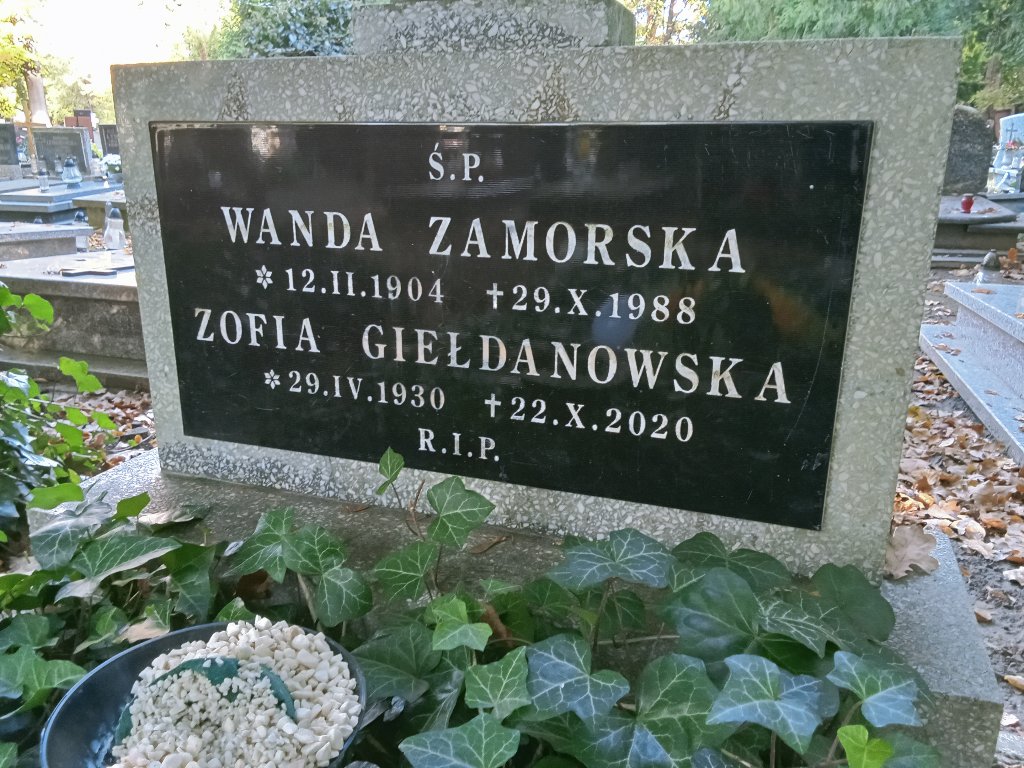 Ś.P.
WANDA ZAMORSKA
* 12.II.1904 † 29.X.1988
ZOFIA GIEŁDANOWSKA
* 29.IV.1930 † 22.X.2020
R.I.P.